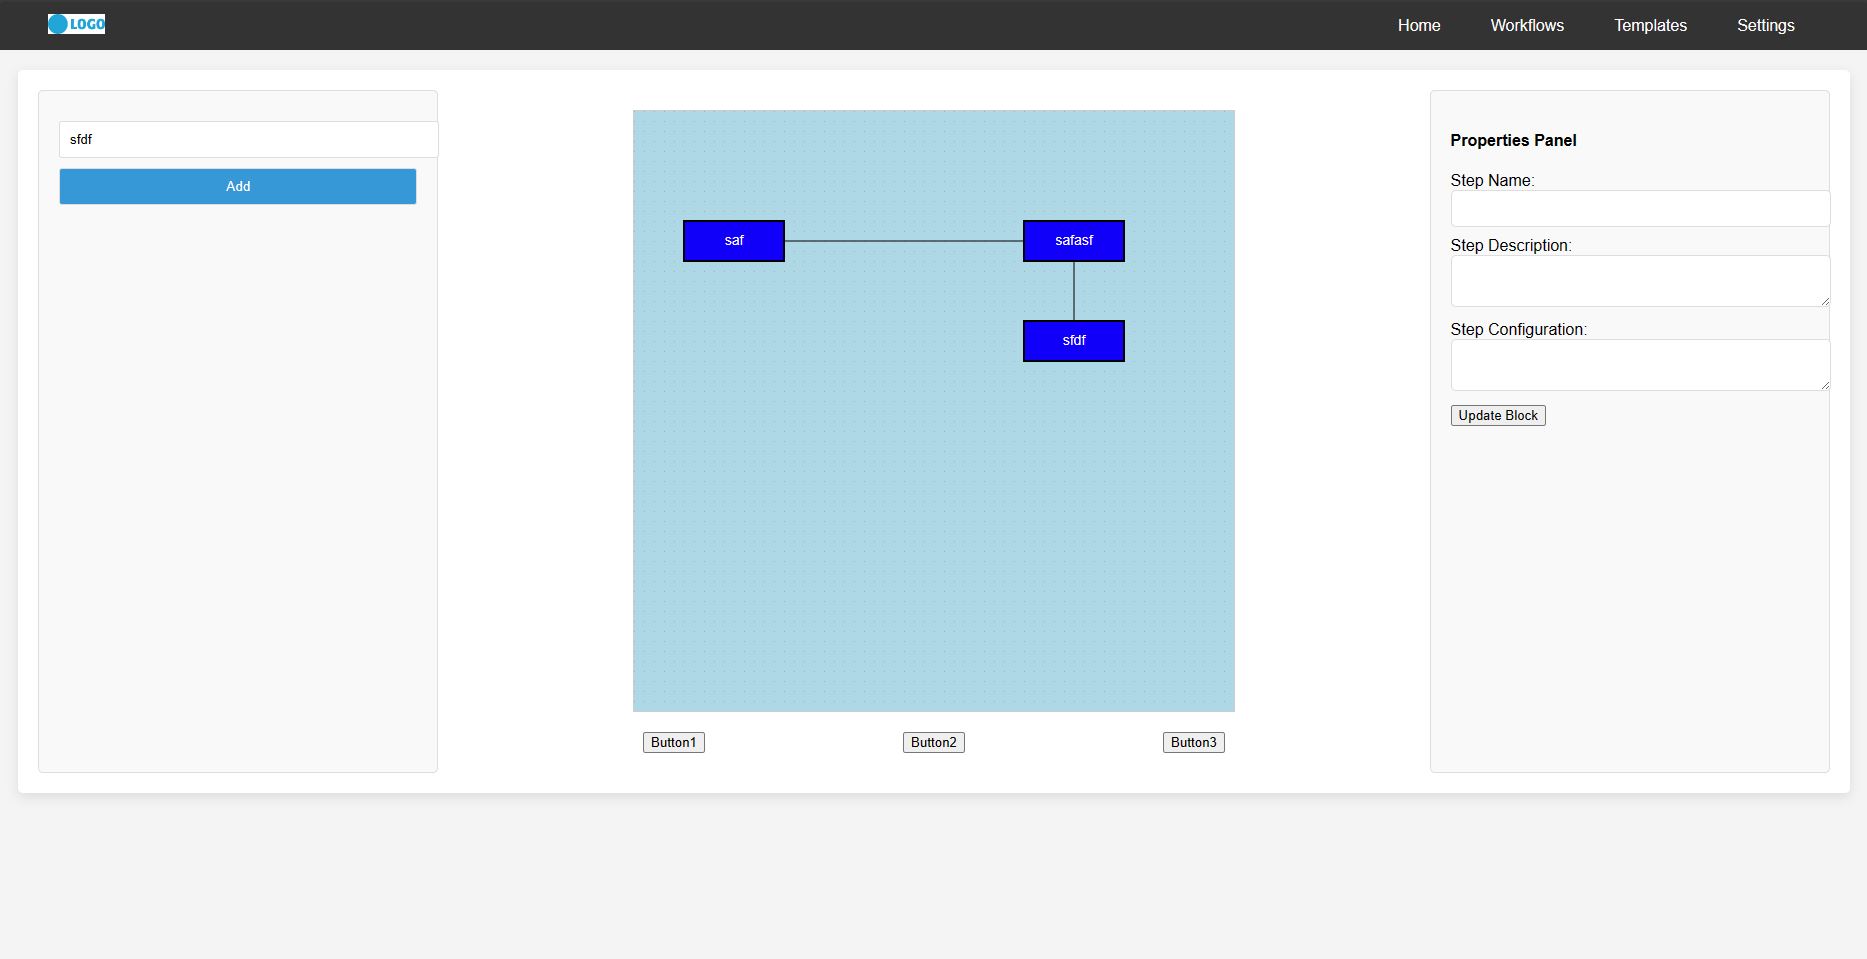 LOGO
Home Workflows Templates Settings
sfdf
Add
saf
safasf
sfdf
Button1 Button2 Button3
Properties Panel
Step Name:
Step Description:
Step Configuration:
Update Block